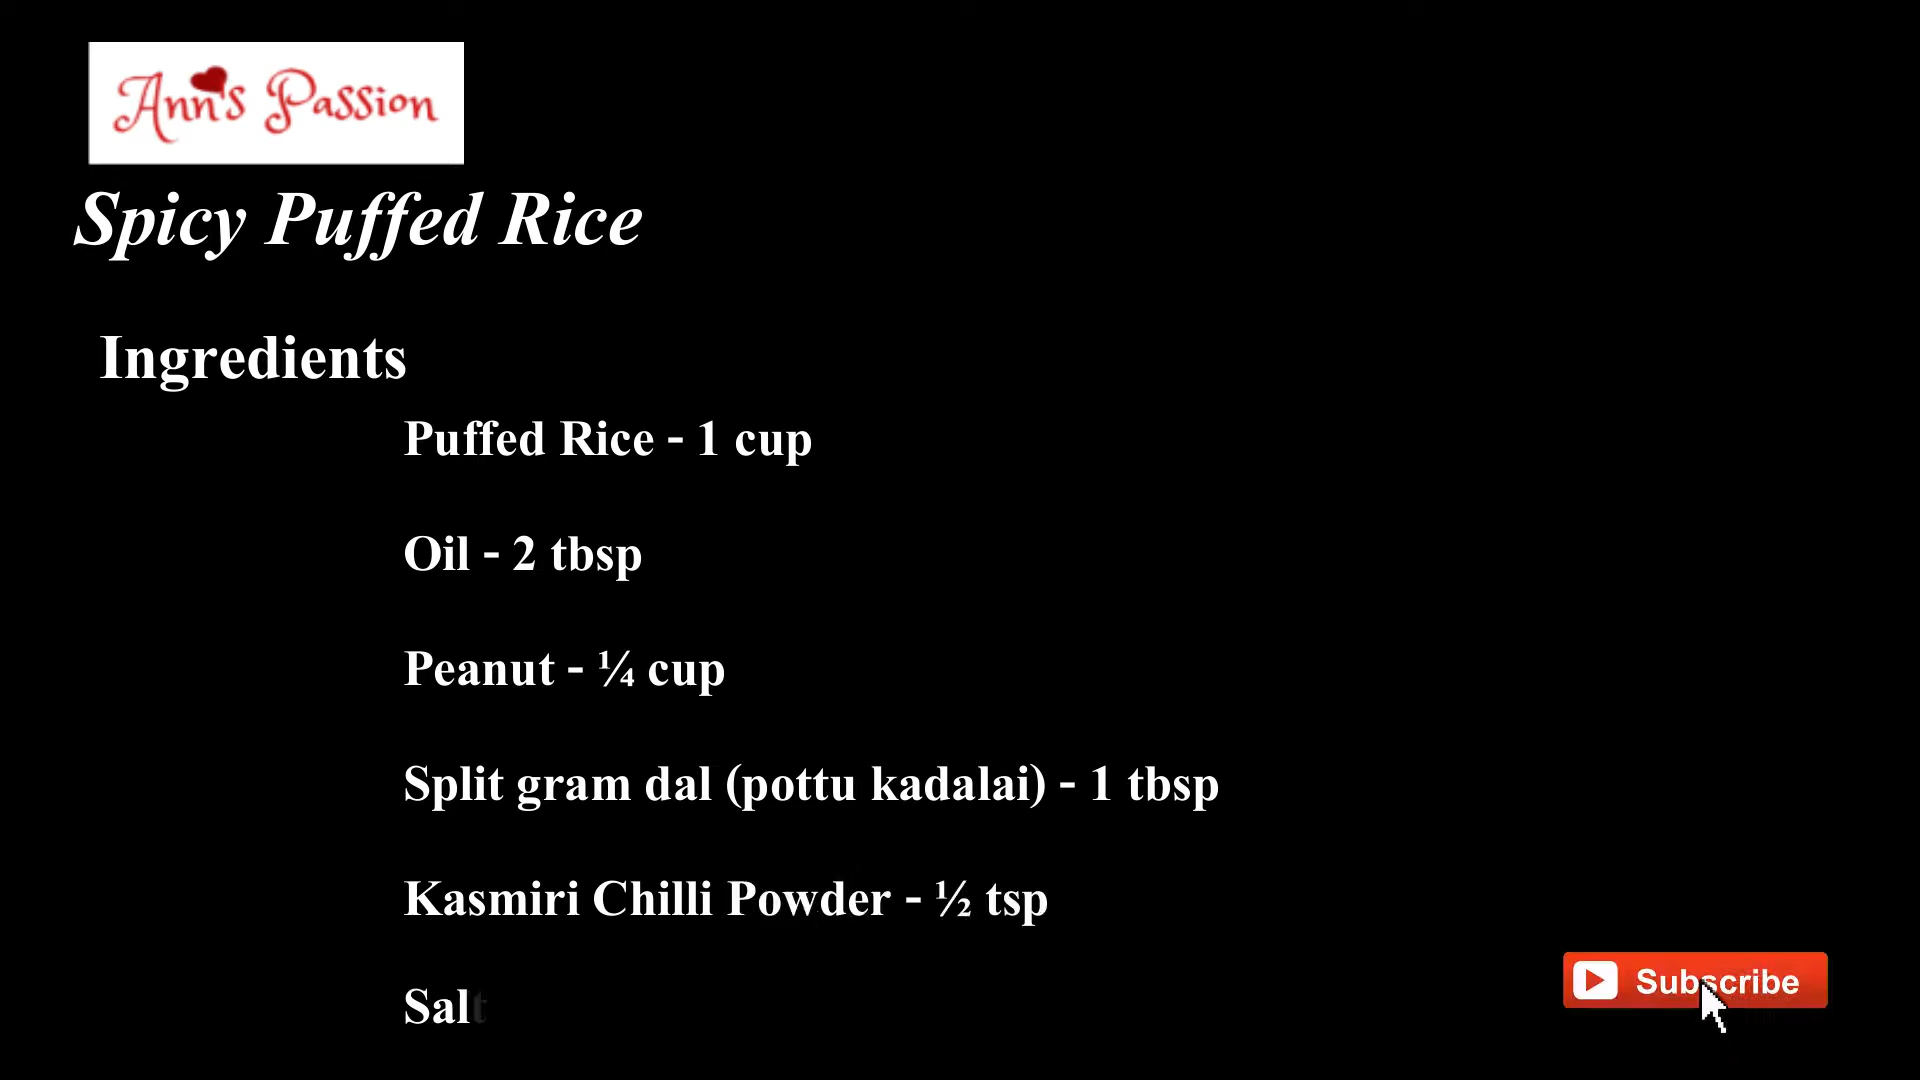 Ann's Passion
Spicy Puffed Rice
Ingredients
Puffed Rice - 1 cup
Oil - 2 tbsp
Peanut - ¼ cup
Split gram dal (pottu kadalai) - 1 tbsp
Kasmiri Chilli Powder - ½ tsp
Salt
Subscribe